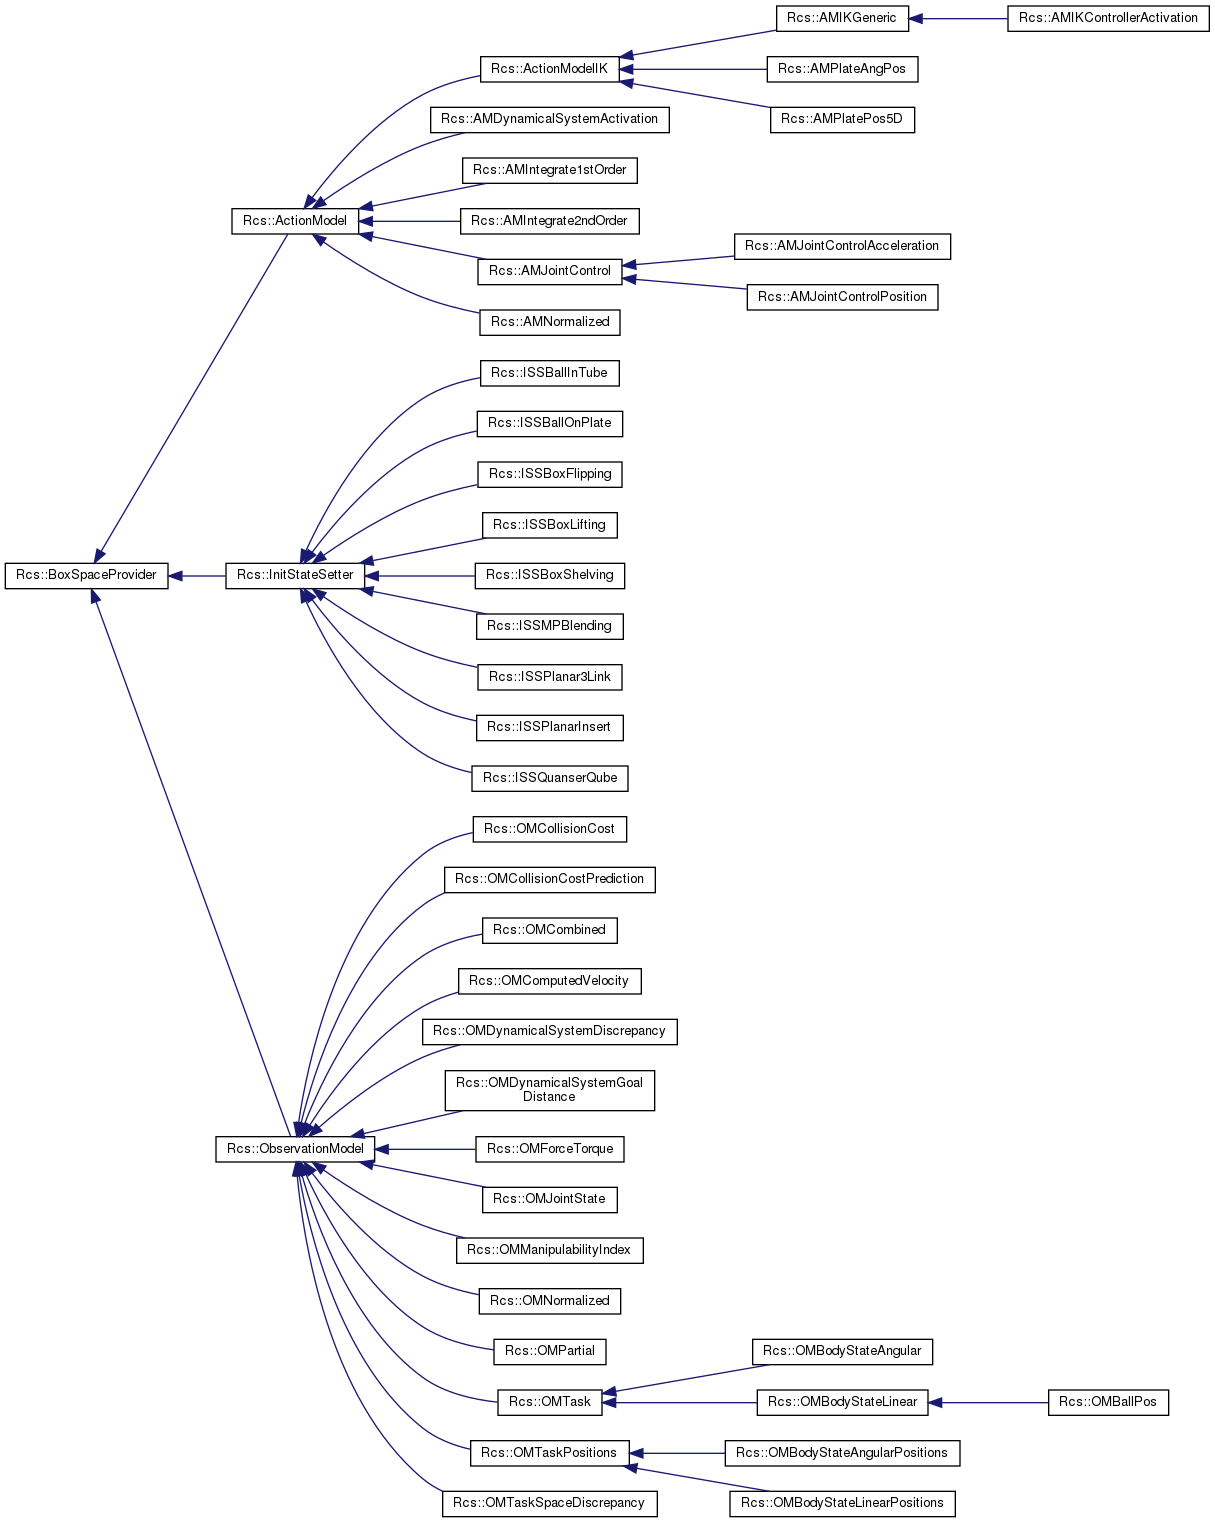 Rcs::AMIKGeneric
Rcs::AMIKControllerActivation
Rcs::ActionModelIK
Rcs::AMPlateAngPos
Rcs::AMPlatePos5D
Rcs::AMDynamicalSystemActivation
Rcs::AMIntegrate1stOrder
Rcs::ActionModel
Rcs::AMIntegrate2ndOrder
Rcs::AMJointControlAcceleration
Rcs::AMJointControl
Rcs::AMJointControlPosition
Rcs::AMNormalized
Rcs::ISSBallInTube
Rcs::ISSBallOnPlate
Rcs::ISSBoxFlipping
Rcs::ISSBoxLifting
Rcs::BoxSpaceProvider
Rcs::InitStateSetter
Rcs::ISSBoxShelving
Rcs::ISSMPBlending
Rcs::ISSPlanar3Link
Rcs::ISSPlanarInsert
Rcs::ISSQuanserQube
Rcs::OMCollisionCost
Rcs::OMCollisionCostPrediction
Rcs::OMCombined
Rcs::OMComputedVelocity
Rcs::OMDynamicalSystemDiscrepancy
Rcs::OMDynamicalSystemGoal
Distance
Rcs::ObservationModel
Rcs::OMForceTorque
Rcs::OMJointState
Rcs::OMManipulabilityIndex
Rcs::OMNormalized
Rcs::OMPartial
Rcs::OMBodyStateAngular
Rcs::OMTask
Rcs::OMBodyStateLinear
Rcs::OMBallPos
Rcs::OMTaskPositions
Rcs::OMBodyStateAngularPositions
Rcs::OMTaskSpaceDiscrepancy
Rcs::OMBodyStateLinearPositions